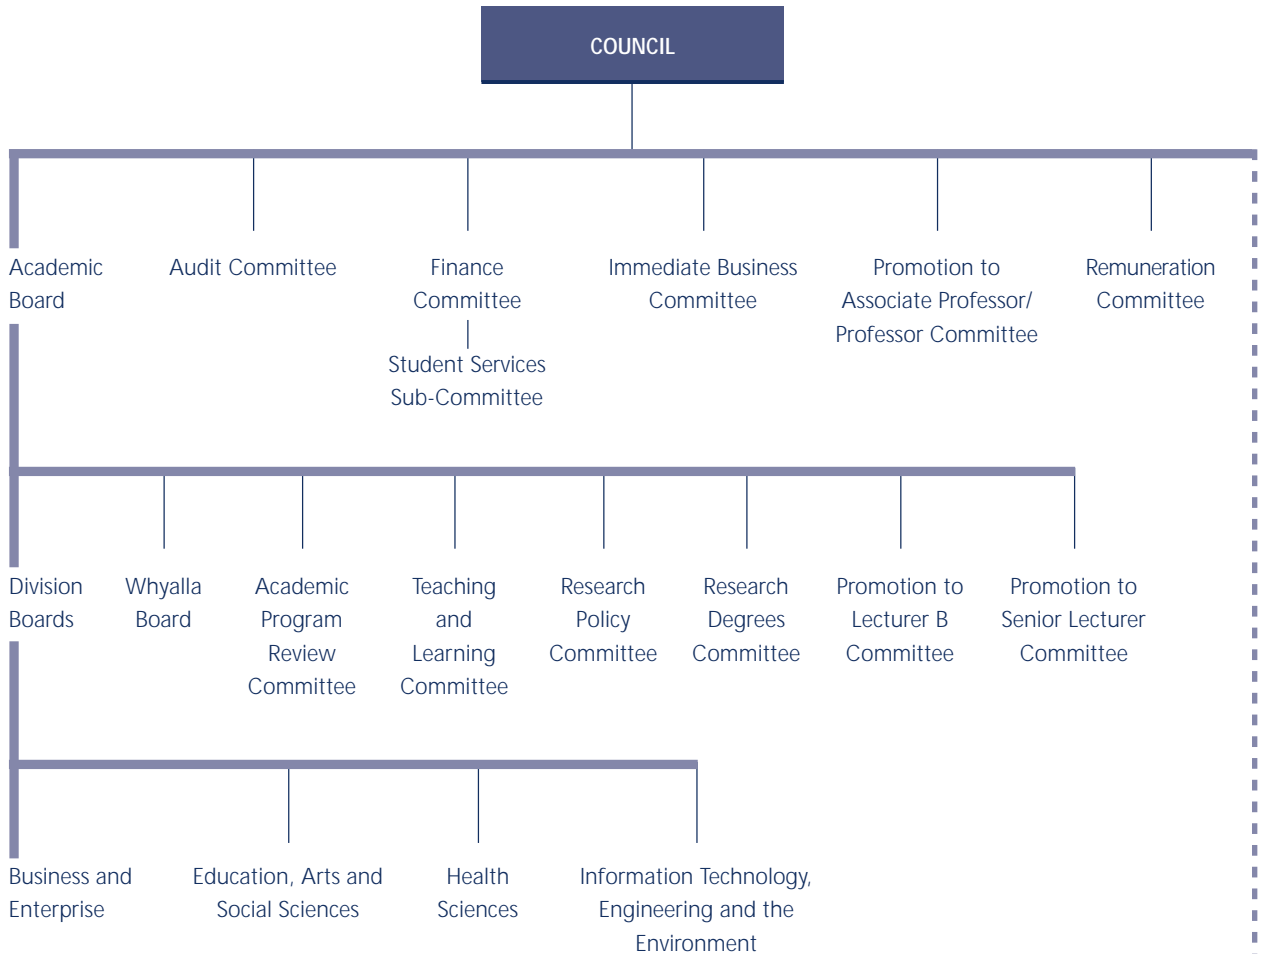 COUNCIL
Academic
Board
Audit Committee
Finance
Committee
Student Services
Sub-Committee
Immediate Business
Committee
Promotion to
Associate Professor/
Professor Committee
Remuneration
Committee
Division
Boards
Whyalla
Board
Academic
Program
Review
Committee
Teaching
and
Learning
Committee
Research
Policy
Committee
Research
Degrees
Committee
Promotion to
Lecturer B
Committee
Promotion to
Senior Lecturer
Committee
Business and
Enterprise
Education, Arts and
Social Sciences
Health
Sciences
Information Technology,
Engineering and the
Environment